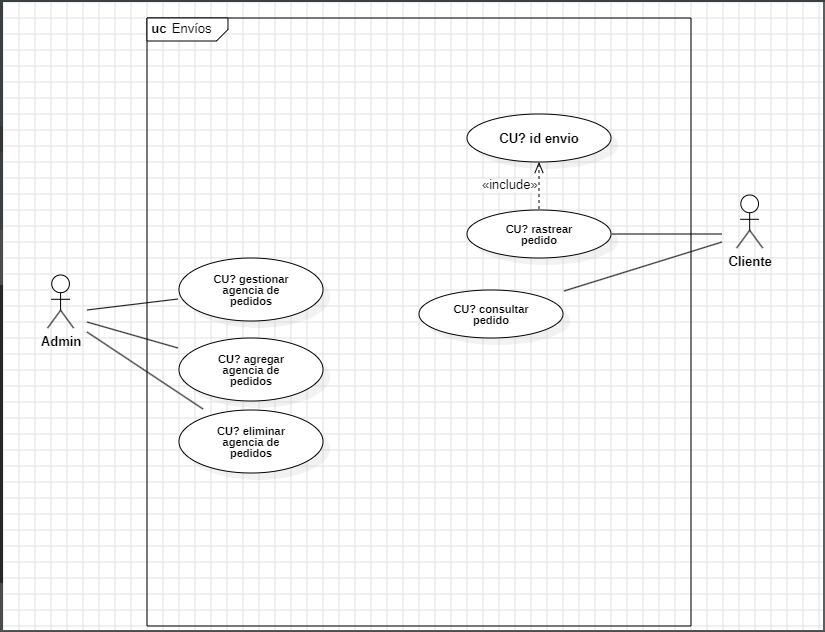 uc Envíos
CU? id envio
«include»
CU? rastrear
pedido
Cliente
CU? gestionar
agencia de
pedidos
CU? consultar
pedido
Admin
CU? agregar
agencia de
pedidos
CU? eliminar
agencia de
pedidos